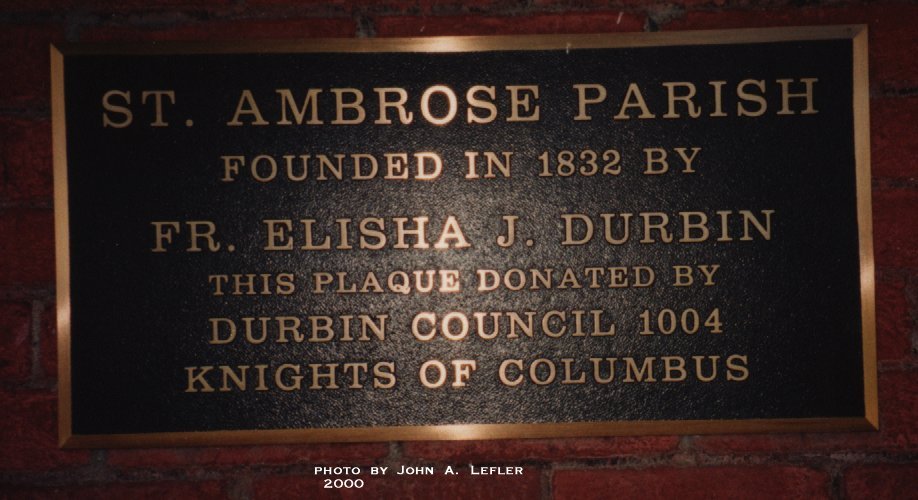 ST. AMBROSE PARISH
FOUNDED IN 1832 BY
FR. ELISHA J. DURBIN
THIS PLAQUE DONATED BY
DURBIN COUNCIL 1004
KNIGHTS OF COLUMBUS
PHOTO BY JOHN A. LEFLER
2000